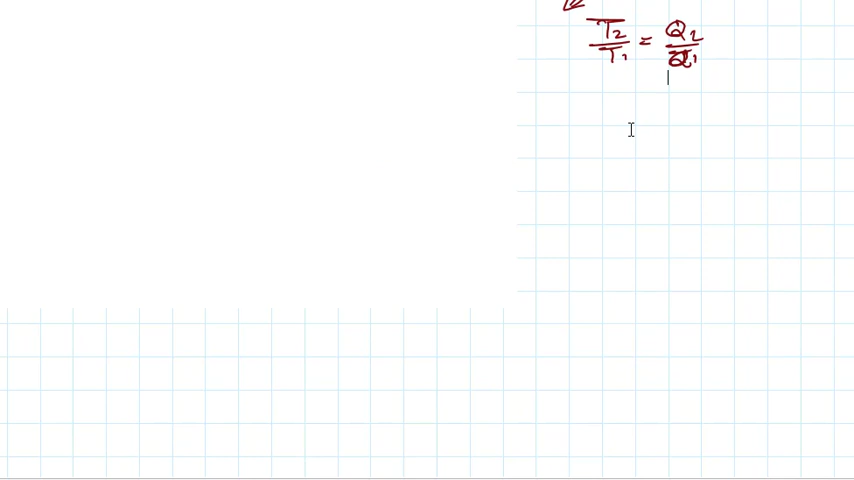 T₂/T₁ = Q₂/Q₁